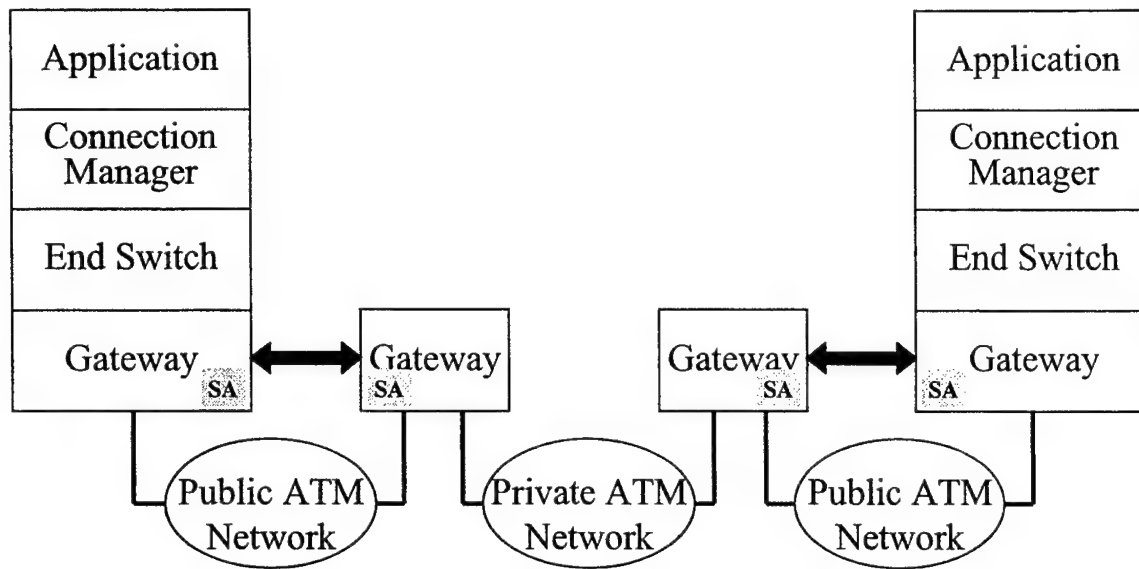 Application
Application
Connection
Manager
Connection
Manager
End Switch
End Switch
Gateway
SA
Gateway
SA
Gateway
SA
Gateway
SA
Public ATM
Network
Private ATM
Network
Public ATM
Network